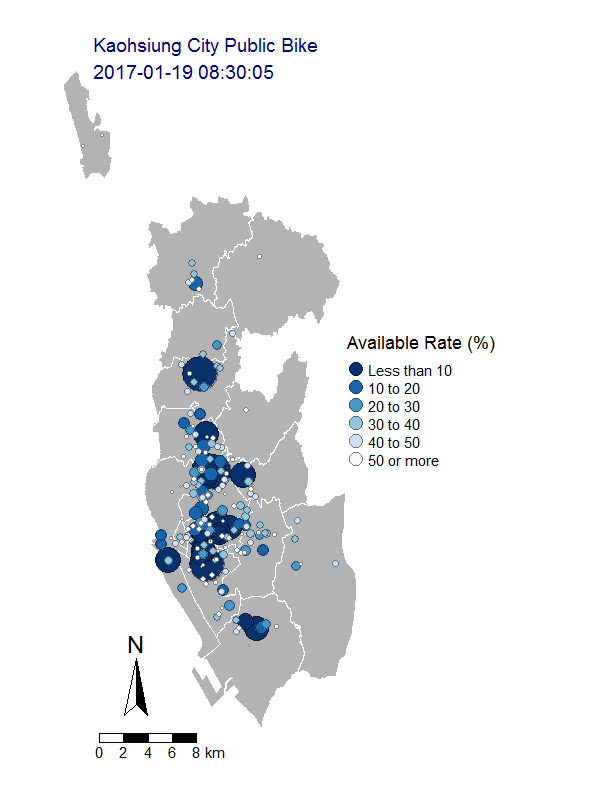 Kaohsiung City Public Bike
2017-01-19 08:30:05
Available Rate (%)
Less than 10
10 to 20
20 to 30
30 to 40
40 to 50
50 or more
N
0 2 4 6 8 km